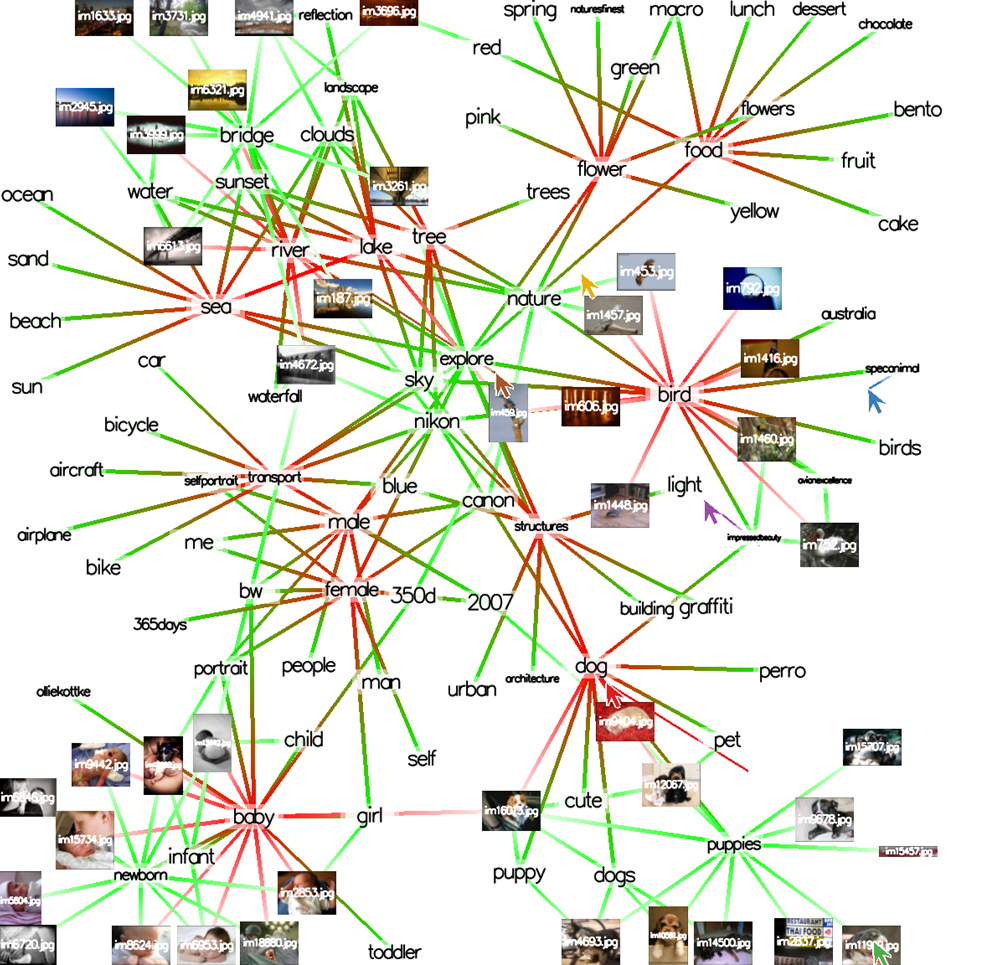 im1633.jpg
im3731.jpg
im4941.jpg
reflection
im3696.jpg
spring
naturesfinest
macro
lunch
dessert
chocolate
red
green
landscape
im6321.jpg
im2945.jpg
im3999.jpg
bridge
clouds
pink
flowers
bento
food
fruit
flower
water
sunset
im3261.jpg
ocean
trees
yellow
cake
im6613.jpg
river
lake
tree
sand
im453.jpg
im792.jpg
im187.jpg
nature
sea
im1457.jpg
australia
beach
car
im4672.jpg
explore
im1416.jpg
specanimal
sun
waterfall
sky
bird
im459.jpg
im606.jpg
bicycle
nikon
im1460.jpg
birds
aircraft
selfportrait
transport
blue
canon
light
avionexcellence
im1448.jpg
airplane
me
male
structures
impressedbeauty
im752.jpg
bike
bw
female
350d
2007
building
graffiti
365days
portrait
people
man
urban
architecture
dog
perro
olliekottke
im9404.jpg
child
self
pet
im15707.jpg
im9442.jpg
im12067.jpg
im6846.jpg
cute
baby
girl
im16013.jpg
im9678.jpg
im15734.jpg
infant
puppies
im15457.jpg
newborn
puppy
dogs
im5604.jpg
im2853.jpg
im6720.jpg
im8624.jpg
im6953.jpg
im18880.jpg
toddler
im4693.jpg
im10581.jpg
im14500.jpg
RESTAURANT
THAI FOOD
im2337.jpg